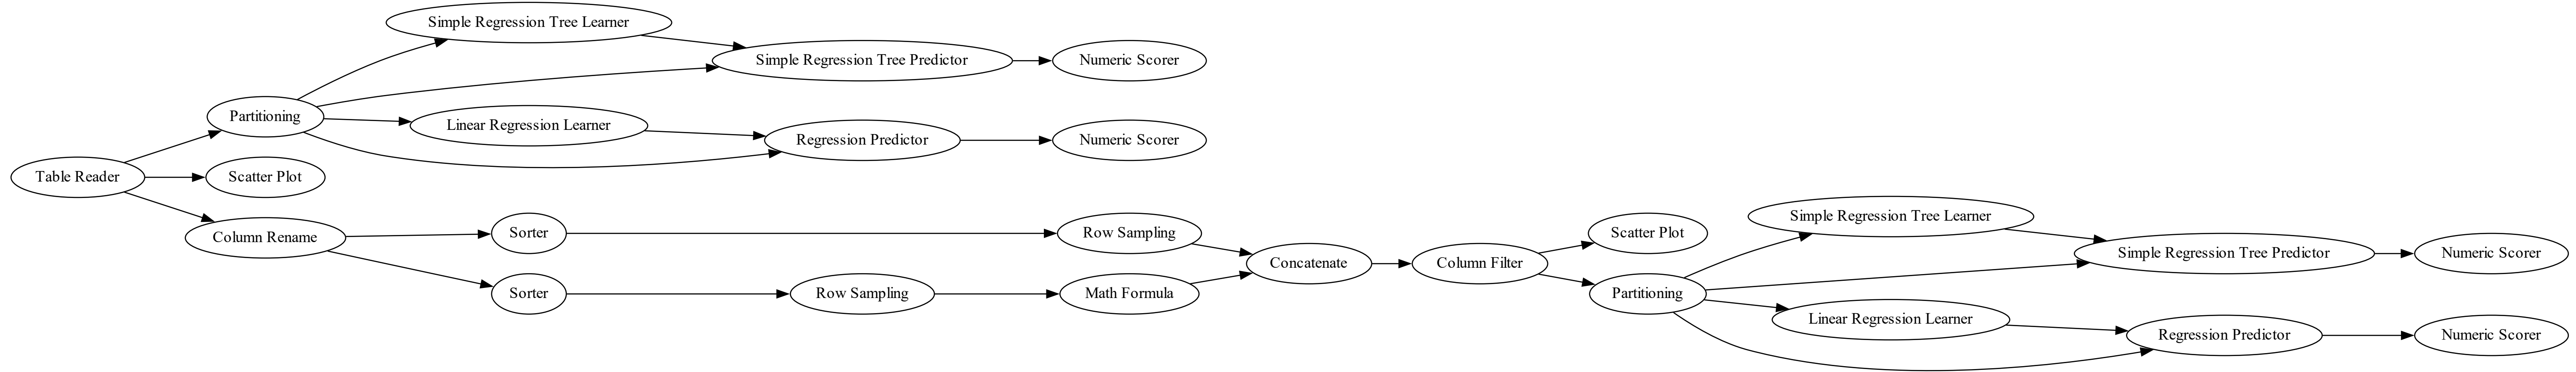 Simple Regression Tree Learner
Simple Regression Tree Predictor
Numeric Scorer
Partitioning
Linear Regression Learner
Regression Predictor
Numeric Scorer
Table Reader
Scatter Plot
Column Rename
Sorter
Row Sampling
Sorter
Row Sampling
Math Formula
Concatenate
Column Filter
Scatter Plot
Partitioning
Simple Regression Tree Learner
Simple Regression Tree Predictor
Numeric Scorer
Linear Regression Learner
Regression Predictor
Numeric Scorer